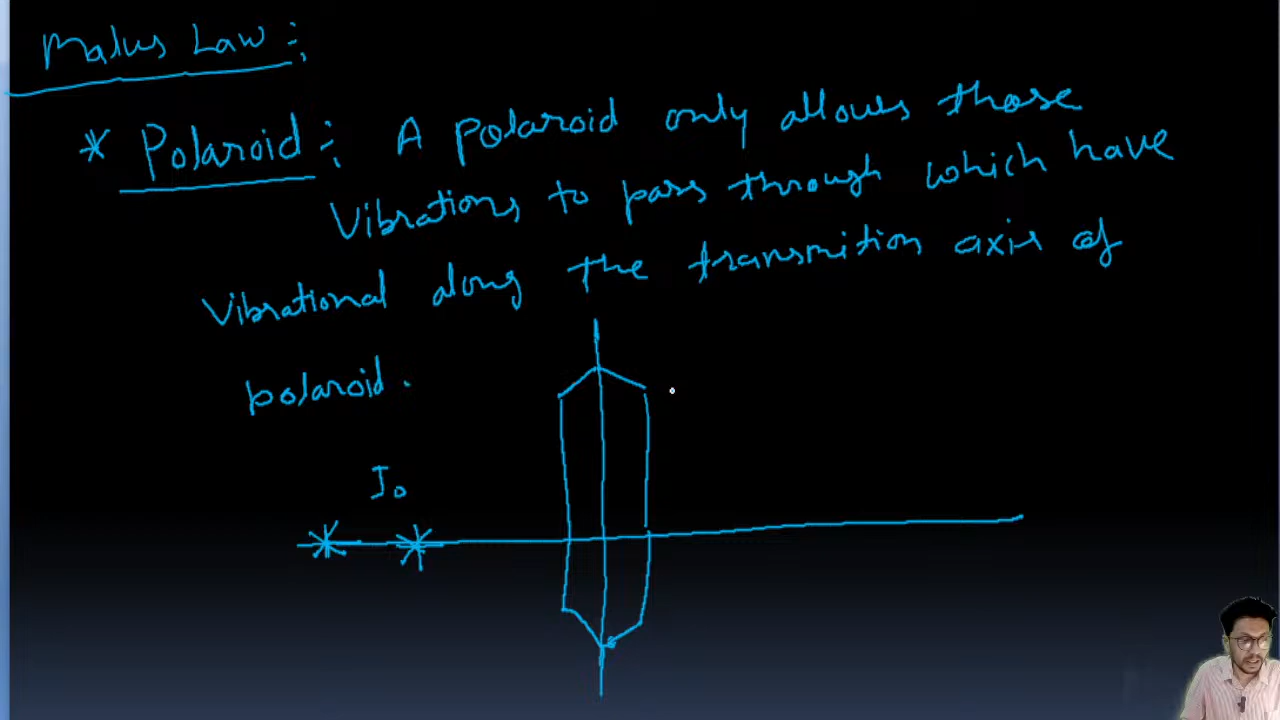 Malus Law :
* Polaroid : A polaroid only allows those
Vibrations to pass through which have
Vibrational along the transmition axis of
polaroid.
I0